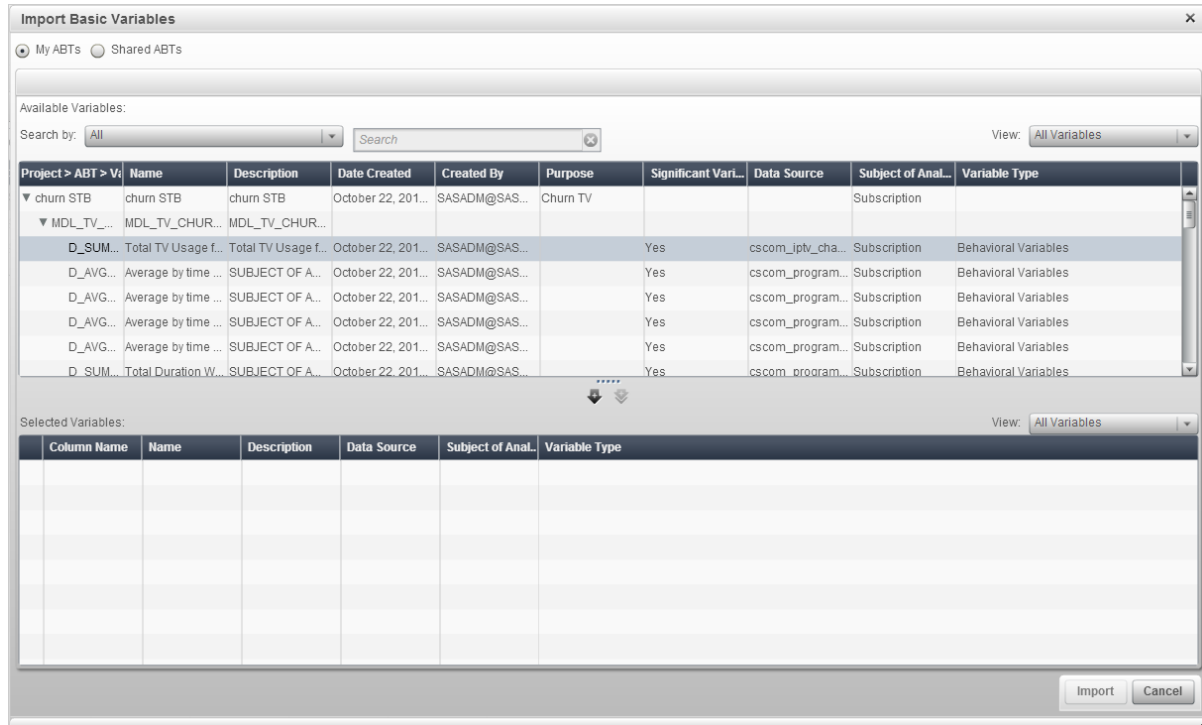 Import Basic Variables
My ABTs Shared ABTs
Available Variables:
Search by: All Search View: All Variables
Project > ABT > Va Name Description Date Created Created By Purpose Significant Vari... Data Source Subject of Anal... Variable Type
churn STB churn STB churn STB October 22, 201... SASADM@SAS... Churn TV Subscription
MDL_TV_... MDL_TV_CHUR... MDL_TV_CHUR...
D_SUM... Total TV Usage f... Total TV Usage f... October 22, 201... SASADM@SAS... Yes cscom_iptv_cha... Subscription Behavioral Variables
D_AVG... Average by time ... SUBJECT OF A... October 22, 201... SASADM@SAS... Yes cscom_program... Subscription Behavioral Variables
D_AVG... Average by time ... SUBJECT OF A... October 22, 201... SASADM@SAS... Yes cscom_program... Subscription Behavioral Variables
D_AVG... Average by time ... SUBJECT OF A... October 22, 201... SASADM@SAS... Yes cscom_program... Subscription Behavioral Variables
D_AVG... Average by time ... SUBJECT OF A... October 22, 201... SASADM@SAS... Yes cscom_program... Subscription Behavioral Variables
D_SUM... Total Duration W... SUBJECT OF A... October 22, 201... SASADM@SAS... Yes cscom_program... Subscription Behavioral Variables
Selected Variables: View: All Variables
Column Name Name Description Data Source Subject of Anal... Variable Type
Import Cancel